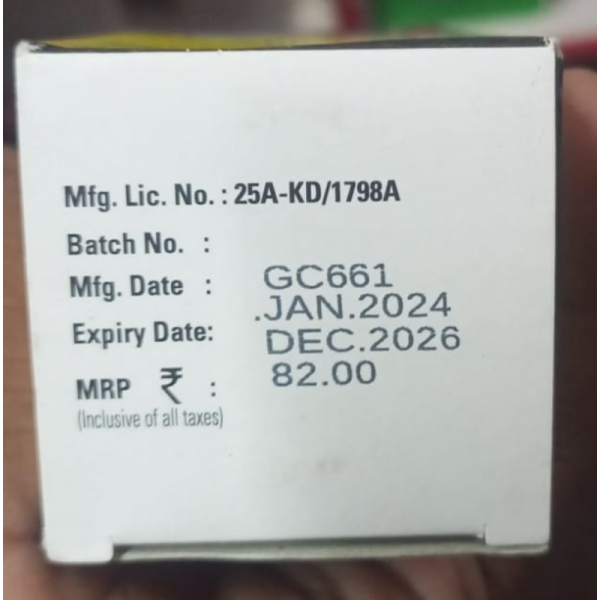 Mfg. Lic. No. : 25A-KD/1798A
Batch No. : GC661
Mfg. Date : .JAN.2024
Expiry Date: DEC.2026
MRP ₹ : 82.00
(Inclusive of all taxes)